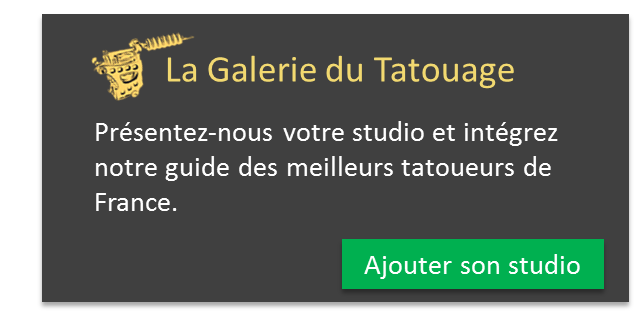 La Galerie du Tatouage
Présentez-nous votre studio et intégrez
notre guide des meilleurs tatoueurs de
France.
Ajouter son studio